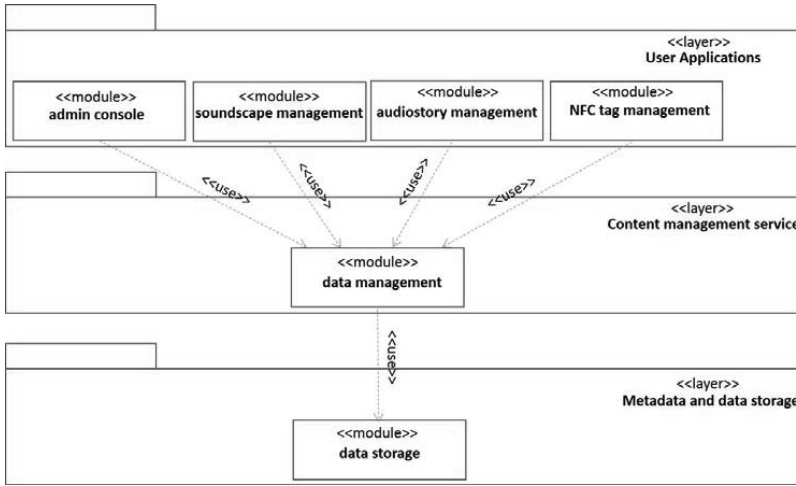 <<layer>>
User Applications
<<module>>
admin console
<<module>>
soundscape management
<<module>>
audiostory management
<<module>>
NFC tag management
<<use>>
<<use>>
<<use>>
<<use>>
<<layer>>
Content management service
<<module>>
data management
<<use>>
<<layer>>
Metadata and data storage
<<module>>
data storage